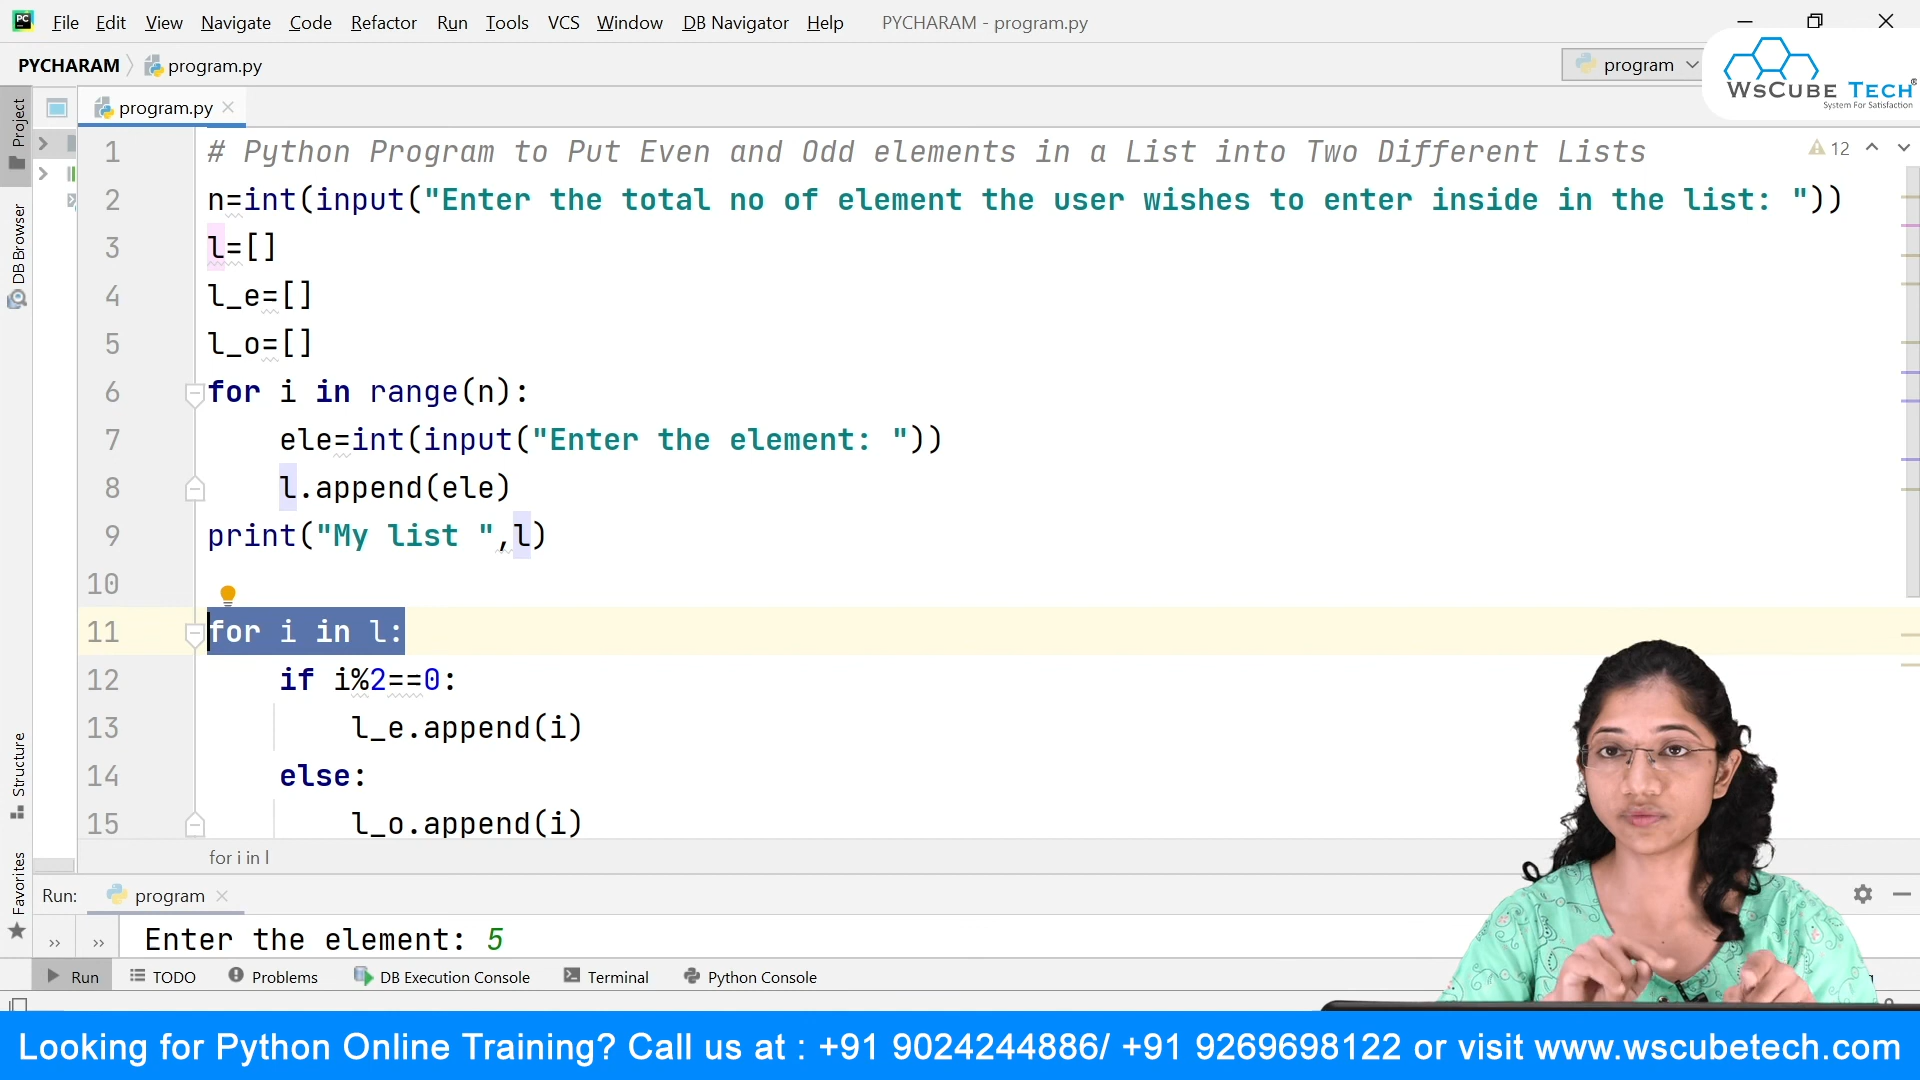 File Edit View Navigate Code Refactor Run Tools VCS Window DB Navigator Help PYCHARAM - program.py
PYCHARAM program.py program
WsCube Tech®
System For Satisfaction
Project
program.py
1 # Python Program to Put Even and Odd elements in a List into Two Different Lists 12
2 n=int(input("Enter the total no of element the user wishes to enter inside in the list: "))
DB Browser
3 l=[]
4 l_e=[]
5 l_o=[]
6 for i in range(n):
7 ele=int(input("Enter the element: "))
8 l.append(ele)
9 print("My list ",l)
10
11 for i in l:
12 if i%2==0:
13 l_e.append(i)
14 else:
15 l_o.append(i)
Structure
for i in l
Favorites
Run: program
Enter the element: 5
Run TODO Problems DB Execution Console Terminal Python Console
Looking for Python Online Training? Call us at : +91 9024244886/ +91 9269698122 or visit www.wscubetech.com